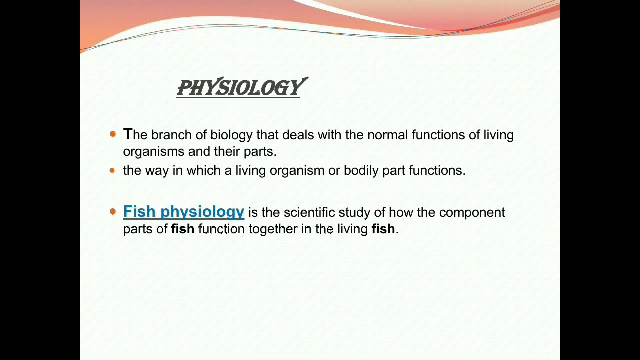 PHYSIOLOGY
The branch of biology that deals with the normal functions of living
organisms and their parts.
the way in which a living organism or bodily part functions.
Fish physiology is the scientific study of how the component
parts of fish function together in the living fish.